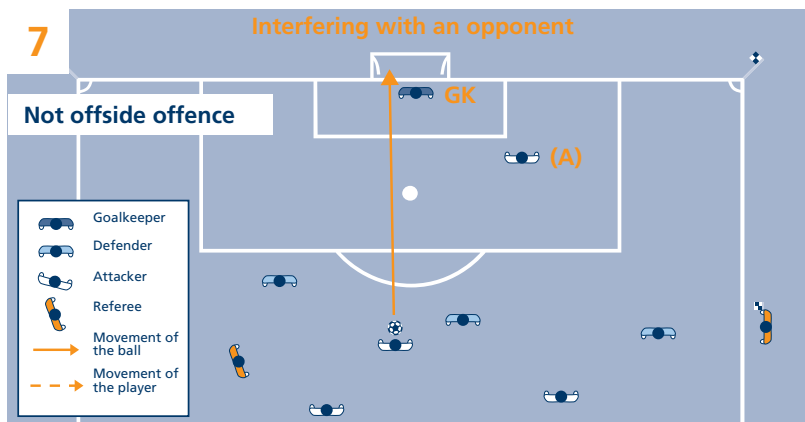 7
Interfering with an opponent
GK
Not offside offence
(A)
Goalkeeper
Defender
Attacker
Referee
Movement of
the ball
Movement of
the player